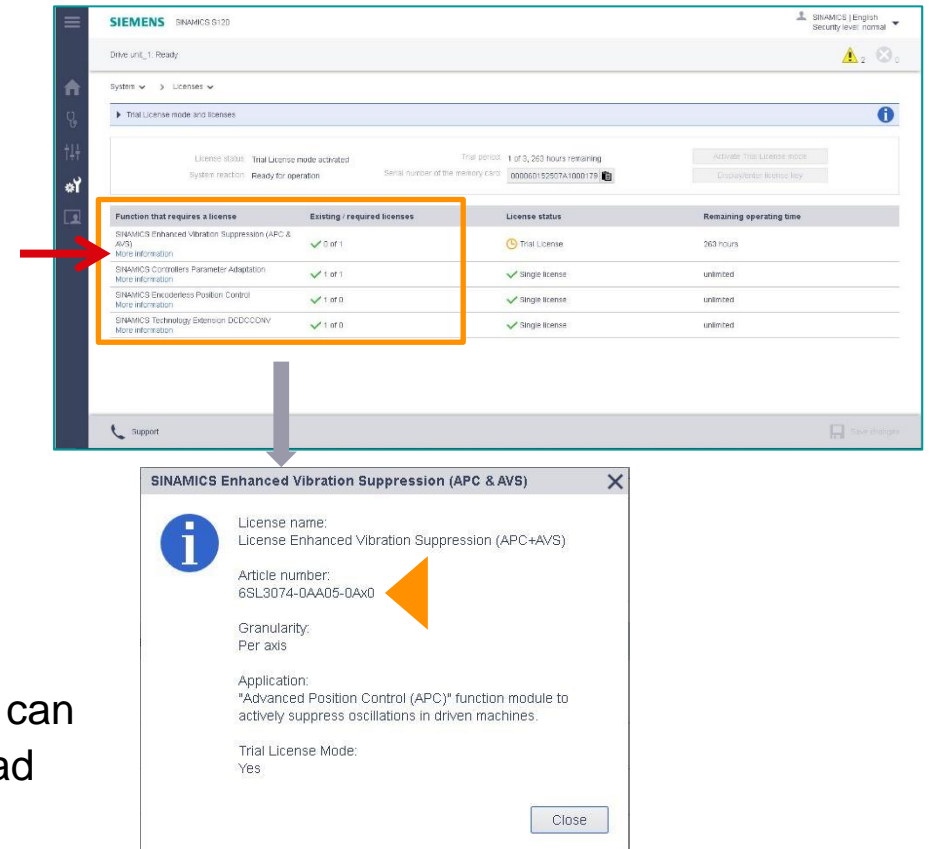 SIEMENS SINAMICS S120
SINAMICS | English
Security level: normal
Drive unit_1: Ready
2
0
System > Licenses
Trial License mode and licenses
License status Trial License mode activated Trial period: 1 of 3, 263 hours remaining Activate Trial License mode
System reaction Ready for operation Serial number of the memory card: 000060152507A1000179 Display/enter license key
Function that requires a license Existing / required licenses License status Remaining operating time
SINAMICS Enhanced Vibration Suppression (APC &
AVS)
More information
0 of 1 Trial License 263 hours
SINAMICS Controllers Parameter Adaptation
More information
1 of 1 Single license unlimited
SINAMICS Encoderless Position Control
More information
1 of 0 Single license unlimited
SINAMICS Technology Extension DCDCCONV
More information
1 of 0 Single license unlimited
Support Save changes
SINAMICS Enhanced Vibration Suppression (APC & AVS)
License name:
License Enhanced Vibration Suppression (APC+AVS)
Article number:
6SL3074-0AA05-0Ax0
Granularity:
Per axis
Application:
"Advanced Position Control (APC)" function module to
actively suppress oscillations in driven machines.
Trial License Mode:
Yes
Close
can
ad